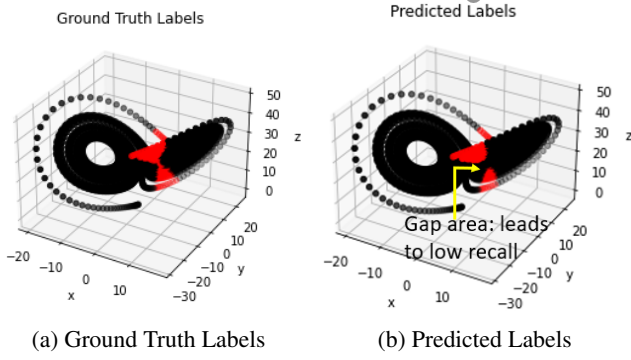 Ground Truth Labels
50
40
30
20
10
0
z
-20
-10
0
10
x
-30
-20
-10
0
10
20
y
(a) Ground Truth Labels
Predicted Labels
50
40
30
20
10
0
z
-20
-10
0
10
x
-30
-20
-10
0
10
20
y
Gap area: leads
to low recall
(b) Predicted Labels